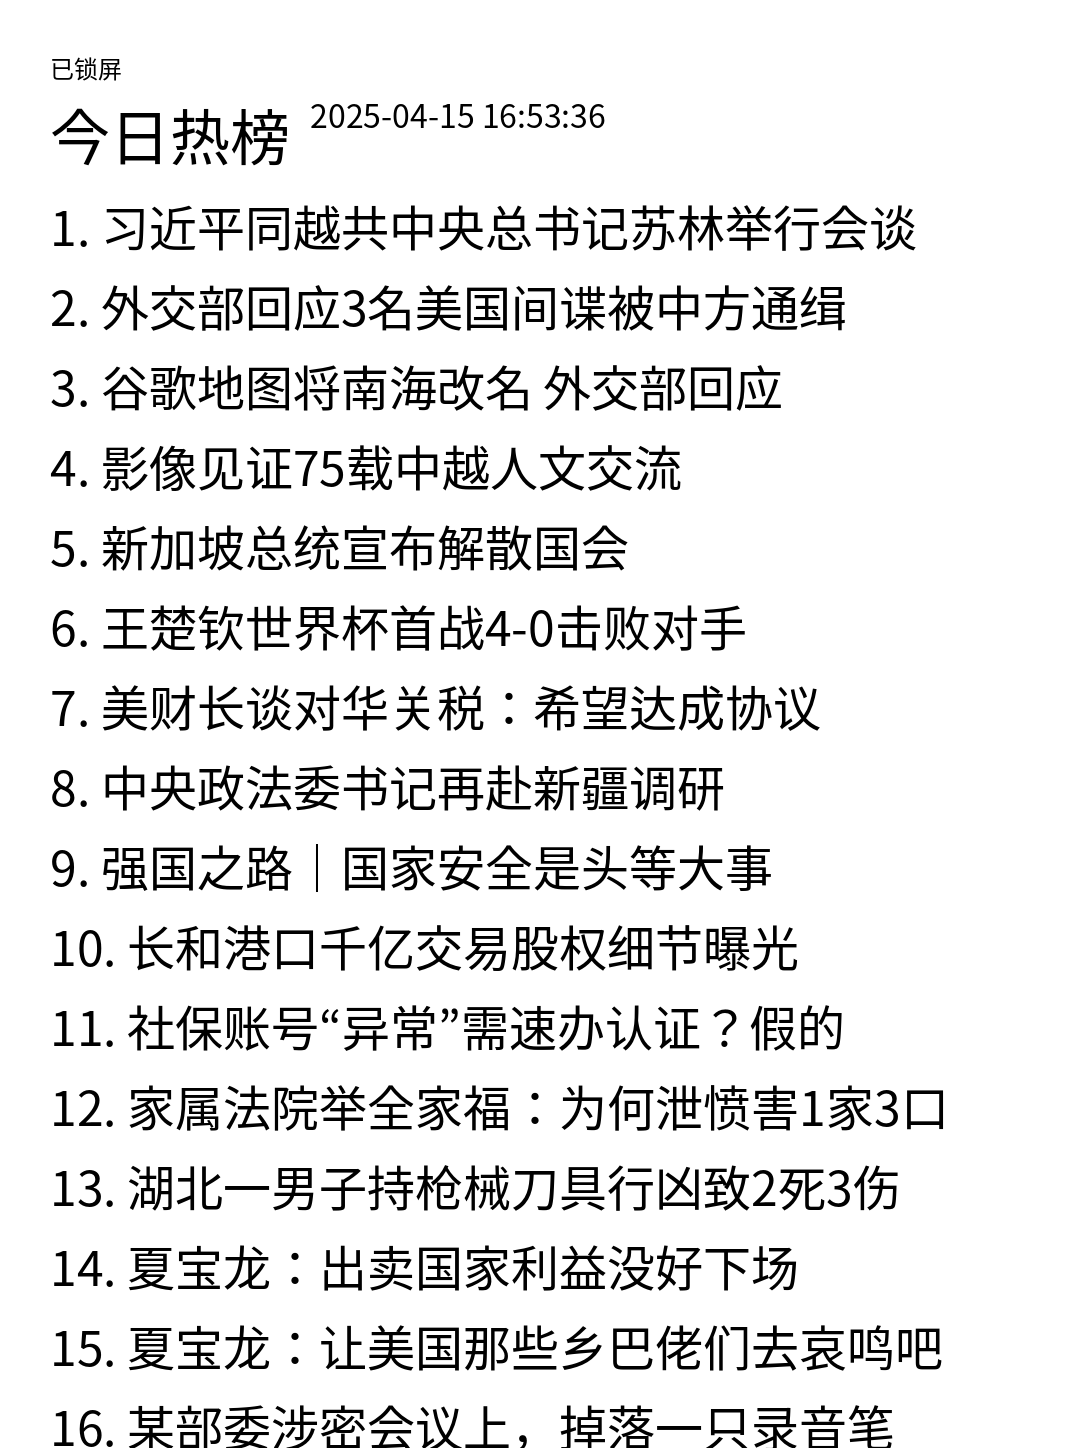 已锁屏
今日热榜 2025-04-15 16:53:36
1. 习近平同越共中央总书记苏林举行会谈
2. 外交部回应3名美国间谍被中方通缉
3. 谷歌地图将南海改名 外交部回应
4. 影像见证75载中越人文交流
5. 新加坡总统宣布解散国会
6. 王楚钦世界杯首战4-0击败对手
7. 美财长谈对华关税：希望达成协议
8. 中央政法委书记再赴新疆调研
9. 强国之路｜国家安全是头等大事
10. 长和港口千亿交易股权细节曝光
11. 社保账号“异常”需速办认证？假的
12. 家属法院举全家福：为何泄愤害1家3口
13. 湖北一男子持枪械刀具行凶致2死3伤
14. 夏宝龙：出卖国家利益没好下场
15. 夏宝龙：让美国那些乡巴佬们去哀鸣吧
16. 某部委涉密会议上，掉落一只录音笔